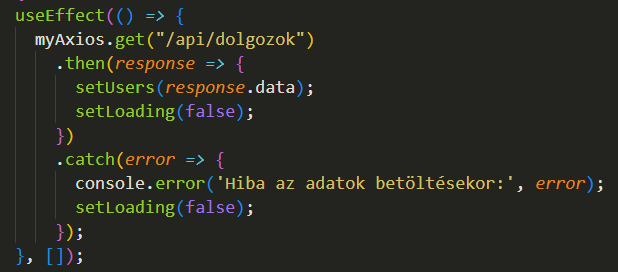 useEffect(() => {
  myAxios.get("/api/dolgozok")
    .then(response => {
      setUsers(response.data);
      setLoading(false);
    })
    .catch(error => {
      console.error('Hiba az adatok betöltésekor:', error);
      setLoading(false);
    });
}, []);